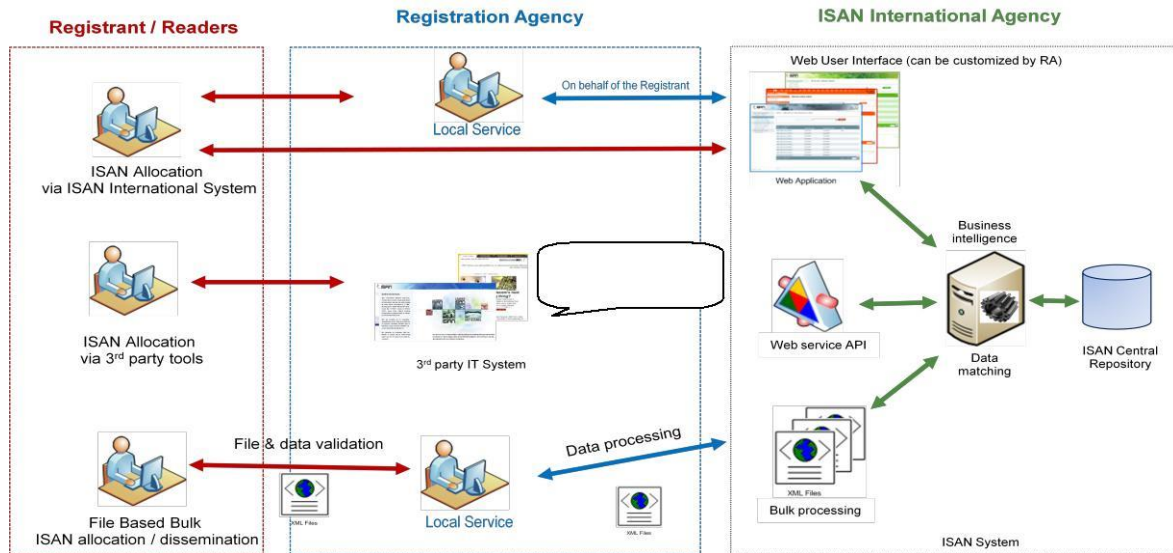 Registrant / Readers
Registration Agency
ISAN International Agency
Web User Interface (can be customized by RA)
On behalf of the Registrant
Local Service
ISAN Allocation
via ISAN International System
Web Application
Business
intelligence
ISAN Allocation
via 3rd party tools
3rd party IT System
Web service API
Data
matching
ISAN Central
Repository
File & data validation
Data processing
XML Files
XML Files
XML Files
File Based Bulk
ISAN allocation / dissemination
Local Service
Bulk processing
ISAN System